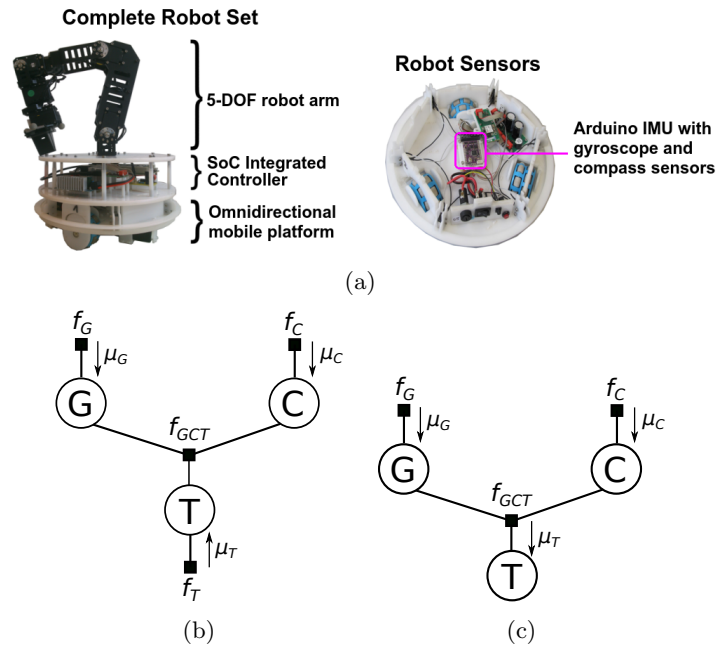 Complete Robot Set
5-DOF robot arm
SoC Integrated
Controller
Omnidirectional
mobile platform
Robot Sensors
Arduino IMU with
gyroscope and
compass sensors
(a)
f_G
μ_G
f_C
μ_C
G
C
f_GCT
T
μ_T
f_T
(b)
f_G
μ_G
f_C
μ_C
G
C
f_GCT
μ_T
T
(c)